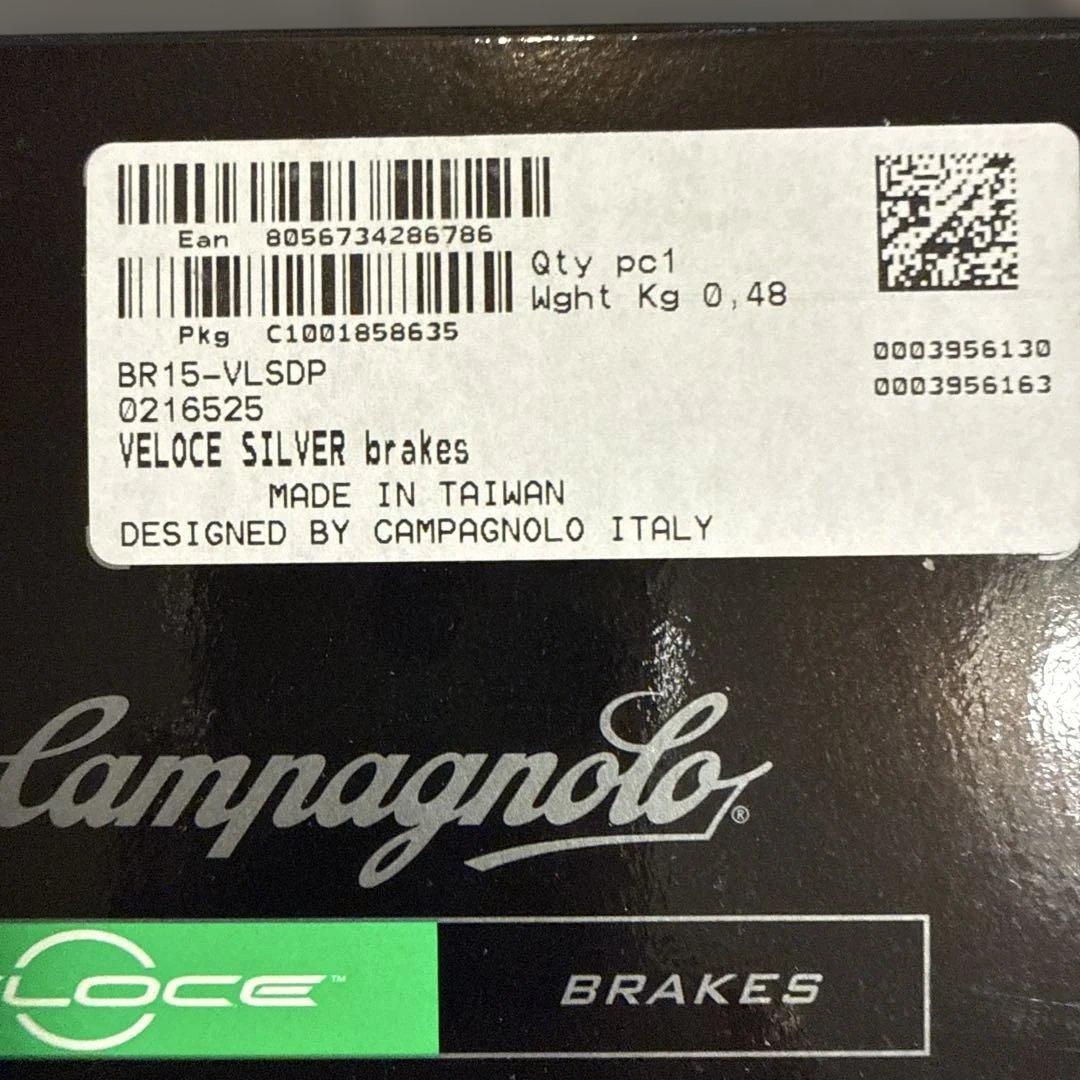 Ean 8056734286786
Qty pc1
Wght Kg 0,48
Pkg C1001858635
0003956130
0003956163
BR15-VLSDP
0216525
VELOCE SILVER brakes
MADE IN TAIWAN
DESIGNED BY CAMPAGNOLO ITALY
Campagnolo®
LOCE™
BRAKES